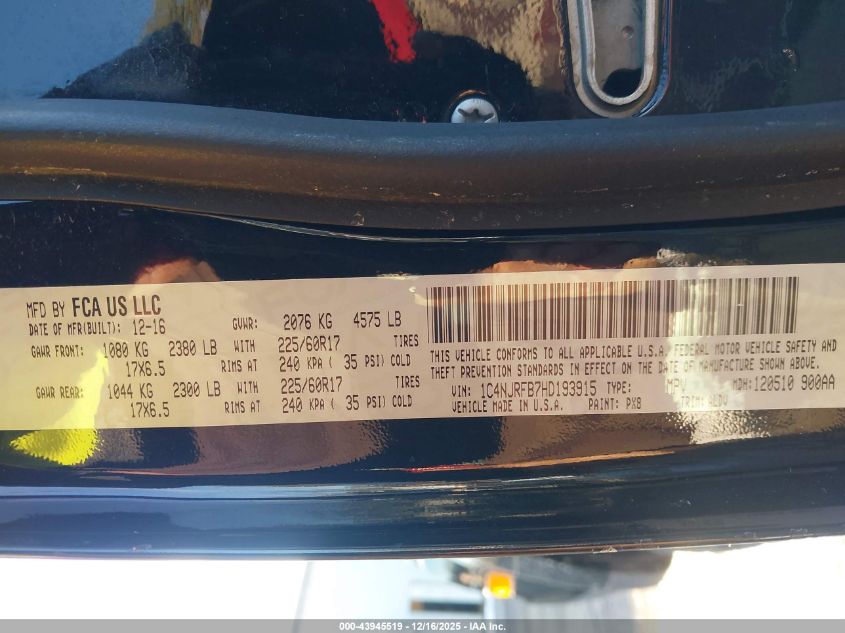 MFD BY FCA US LLC
DATE OF MFR(BUILT): 12-16 GVWR: 2076 KG 4575 LB
GAWR FRONT: 1080 KG 2380 LB WITH 225/60R17 TIRES
17X6.5 RIMS AT 240 KPA ( 35 PSI) COLD
GAWR REAR: 1044 KG 2300 LB WITH 225/60R17 TIRES
17X6.5 RIMS AT 240 KPA ( 35 PSI) COLD
THIS VEHICLE CONFORMS TO ALL APPLICABLE U.S.A. FEDERAL MOTOR VEHICLE SAFETY AND
THEFT PREVENTION STANDARDS IN EFFECT ON THE DATE OF MANUFACTURE SHOWN ABOVE.
VIN: 1C4NJRFB7HD193915 TYPE: MPV MDH: 120510 900AA
VEHICLE MADE IN U.S.A. PAINT: PX8 TRIM:
000-43945519 - 12/16/2025 - IAA Inc.